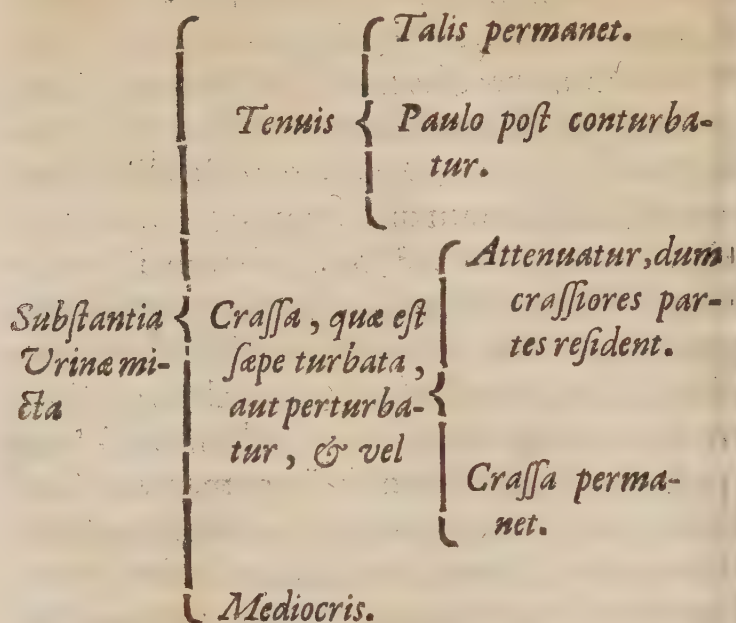 Substantia
Urinæ mi-
cta
Tenuis
Talis permanet.
Paulo poſt conturba-
tur.
Craſſa, quæ eſt
ſæpe turbata,
aut perturba-
tur, & vel
Attenuatur, dum
craſſiores par-
tes reſident.
Craſſa perma-
net.
Mediocris.